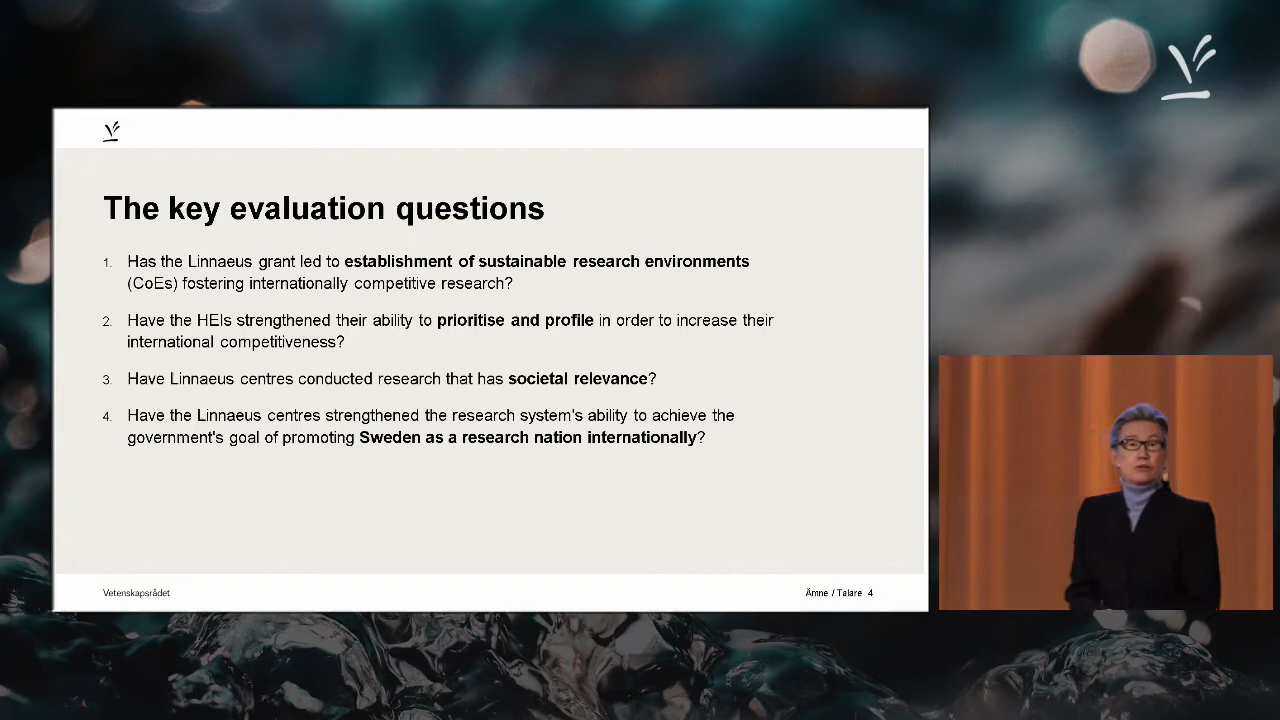 The key evaluation questions
1. Has the Linnaeus grant led to establishment of sustainable research environments
(CoEs) fostering internationally competitive research?
2. Have the HEIs strengthened their ability to prioritise and profile in order to increase their
international competitiveness?
3. Have Linnaeus centres conducted research that has societal relevance?
4. Have the Linnaeus centres strengthened the research system's ability to achieve the
government's goal of promoting Sweden as a research nation internationally?
Vetenskapsrådet
Ämne / Talare 4